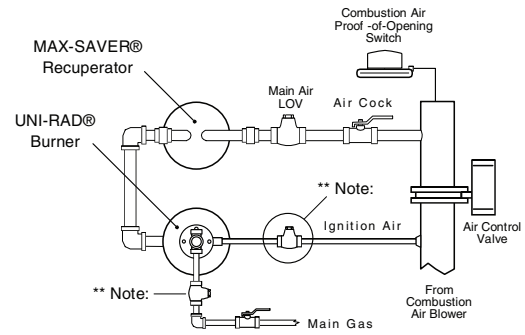 Combustion Air
Proof -of-Opening
Switch
MAX-SAVER®
Recuperator
Main Air
LOV
Air Cock
UNI-RAD®
Burner
** Note:
Ignition Air
Air Control
Valve
** Note:
From
Combustion
Air Blower
Main Gas